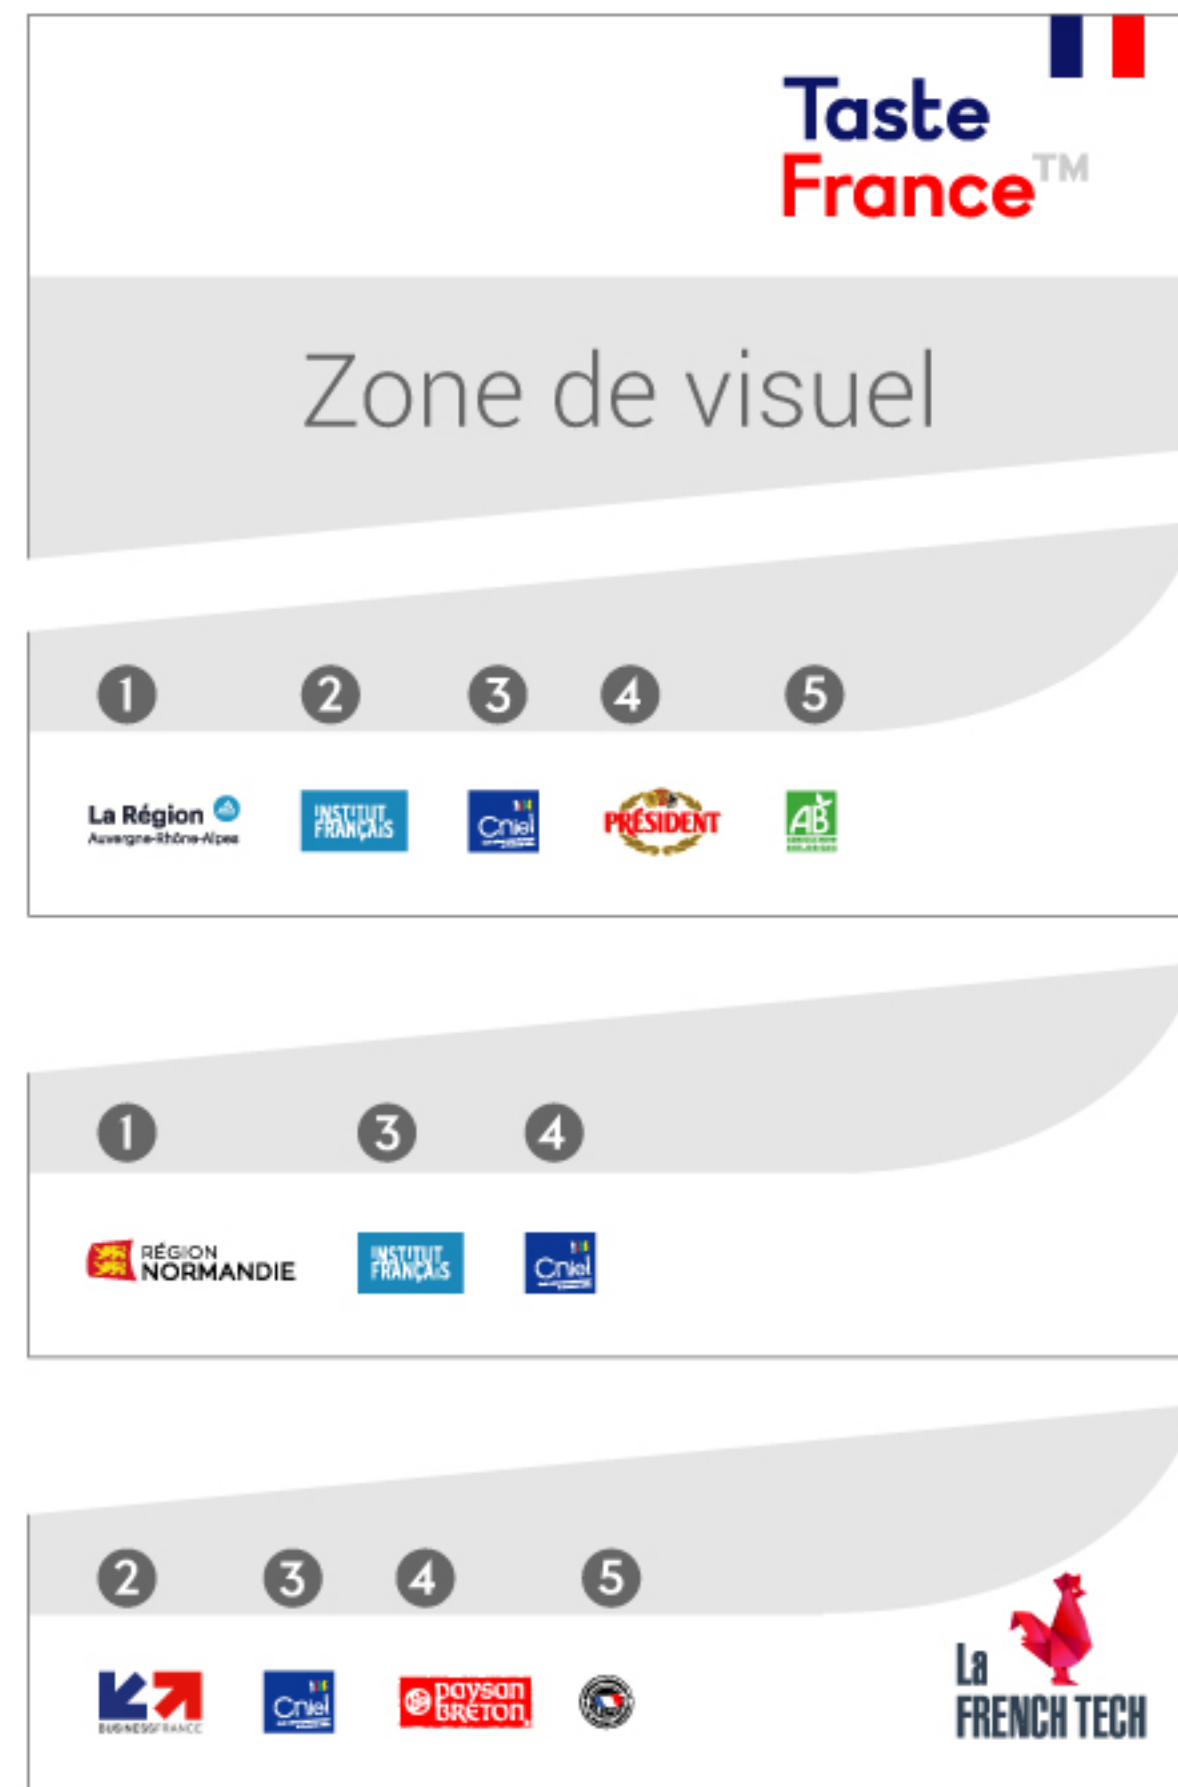 Taste
France™
Zone de visuel
1 2 3 4 5
La Région
Auvergne-Rhône-Alpes
INSTITUT
FRANÇAIS
Cniel
PRÉSIDENT
AB
1 3 4
RÉGION
NORMANDIE
INSTITUT
FRANÇAIS
Cniel
2 3 4 5
BUSINESS FRANCE
Cniel
paysan
BRETON
La
FRENCH TECH